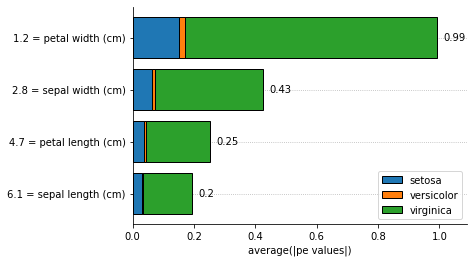 1.2 = petal width (cm)
0.99
2.8 = sepal width (cm)
0.43
4.7 = petal length (cm)
0.25
6.1 = sepal length (cm)
0.2
setosa
versicolor
virginica
0.0 0.2 0.4 0.6 0.8 1.0
average(|pe values|)